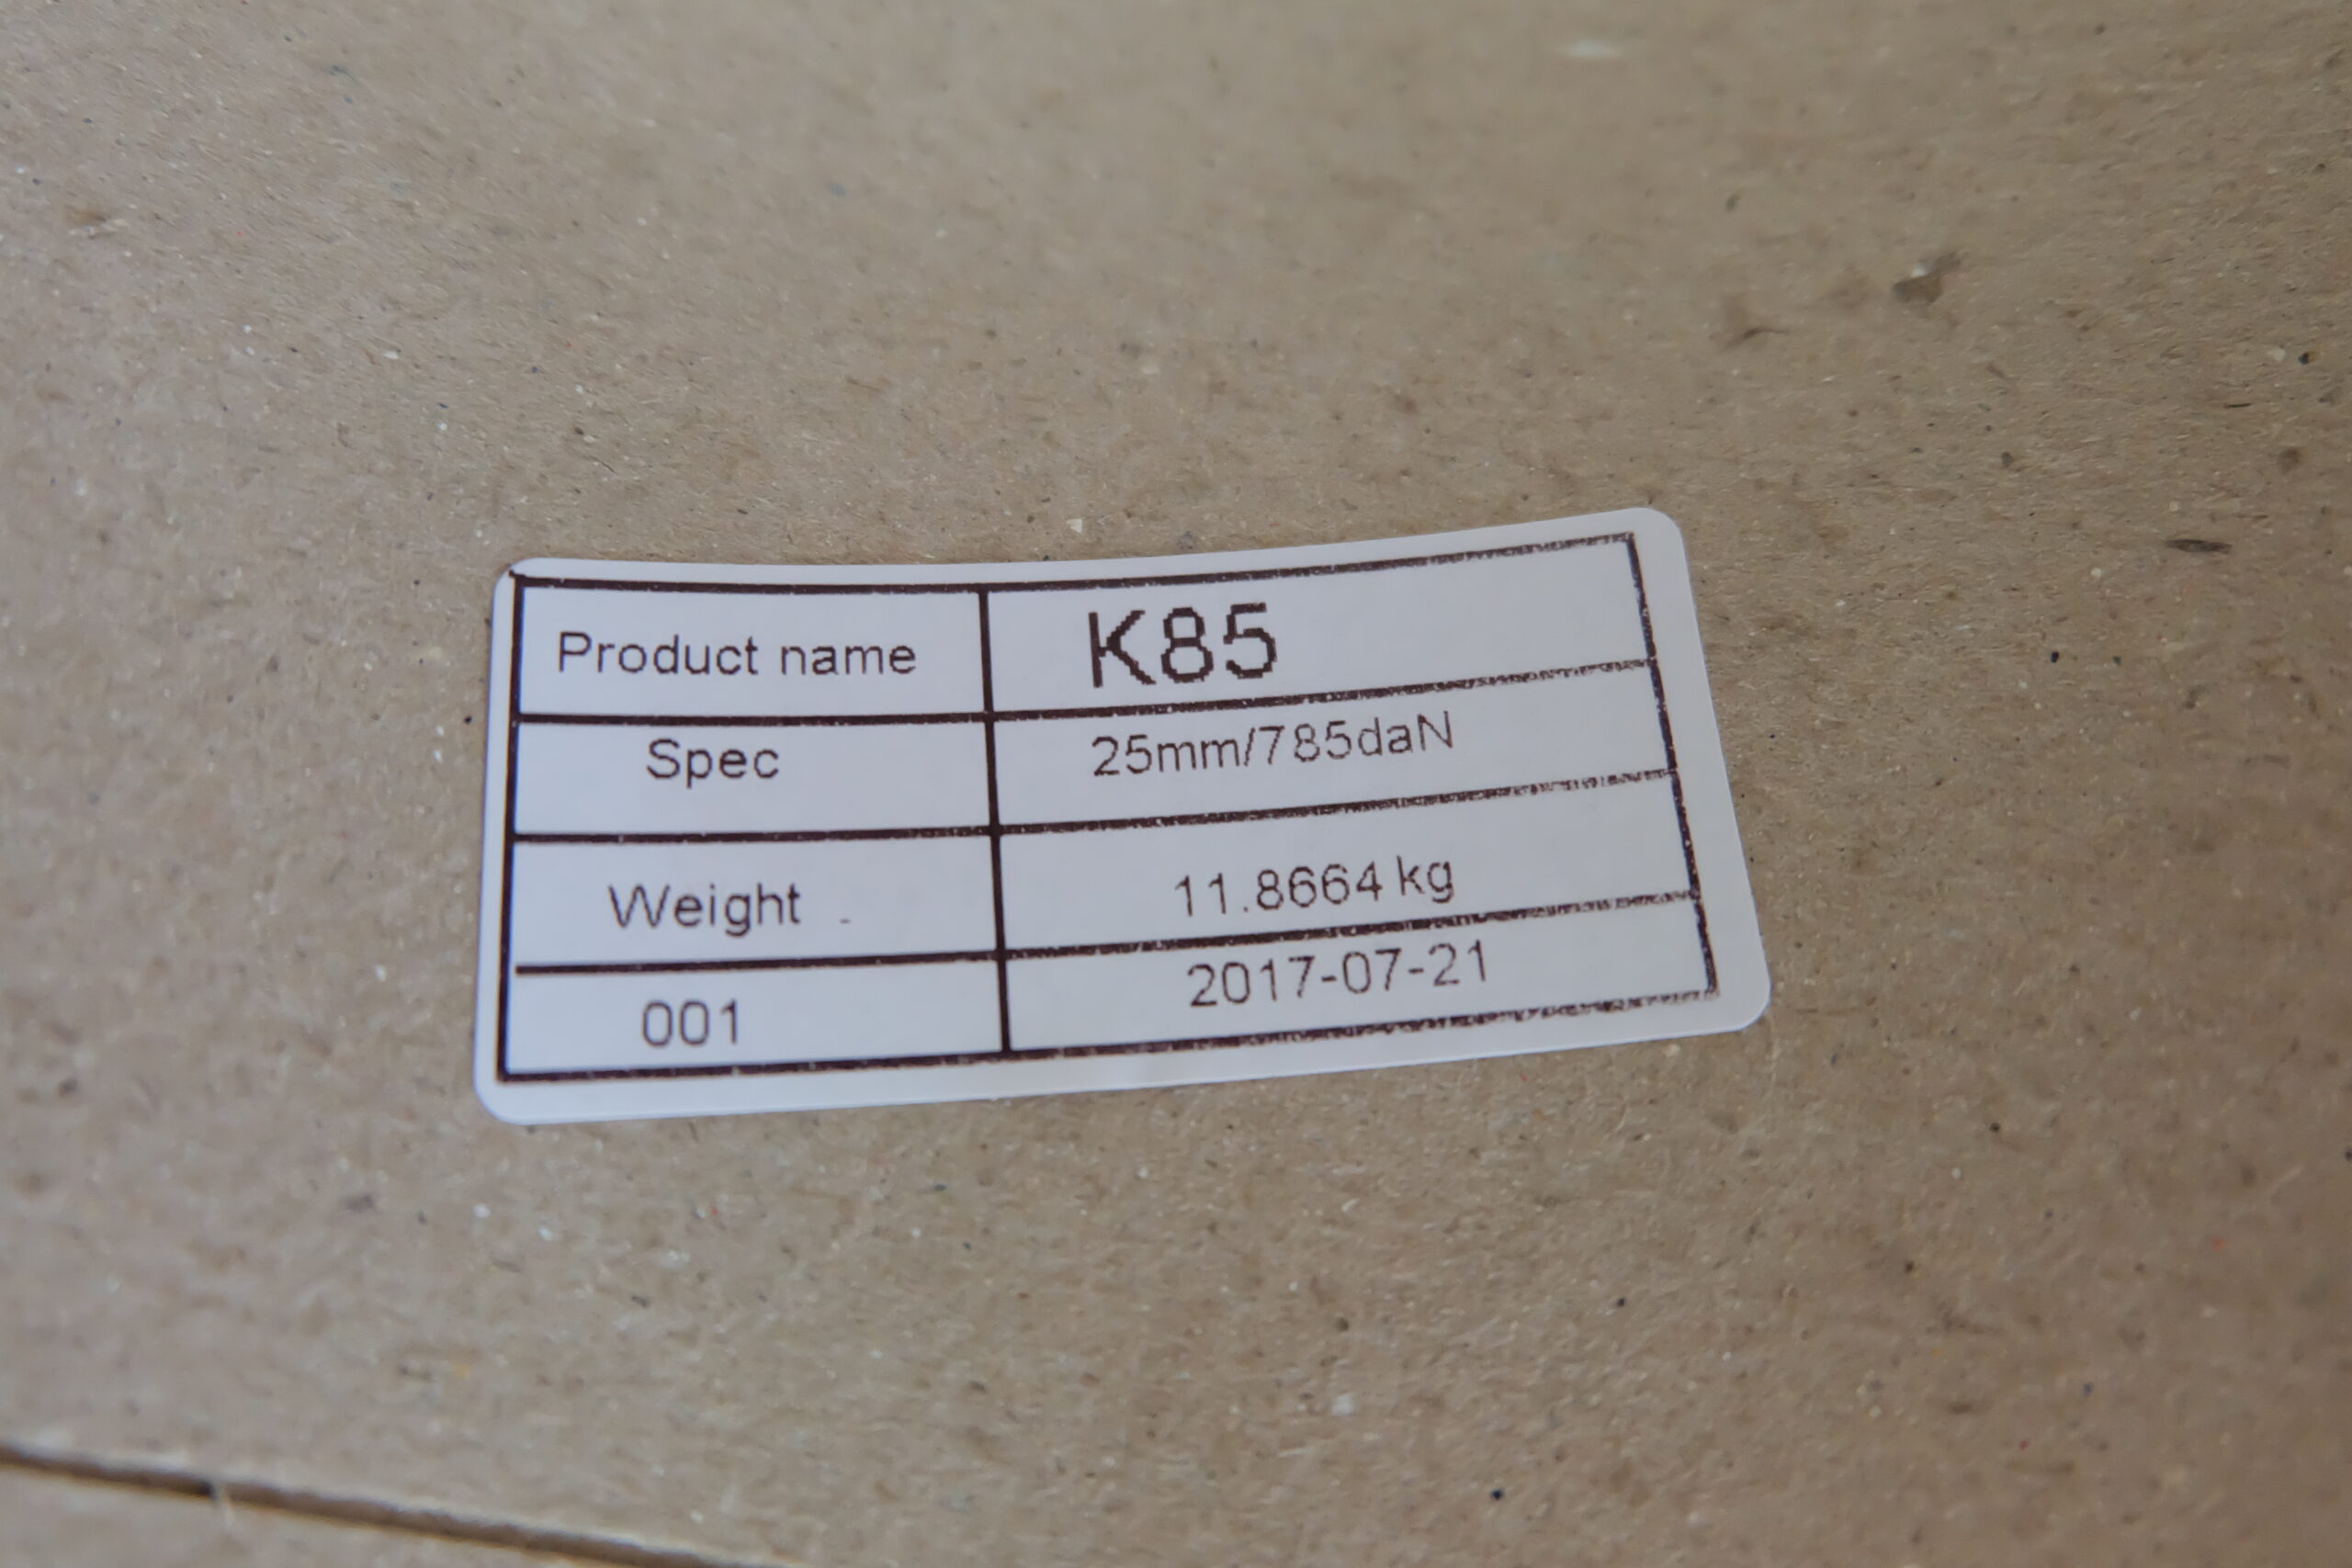 Product name K85
Spec 25mm/785daN
Weight 11.8664 kg
001 2017-07-21